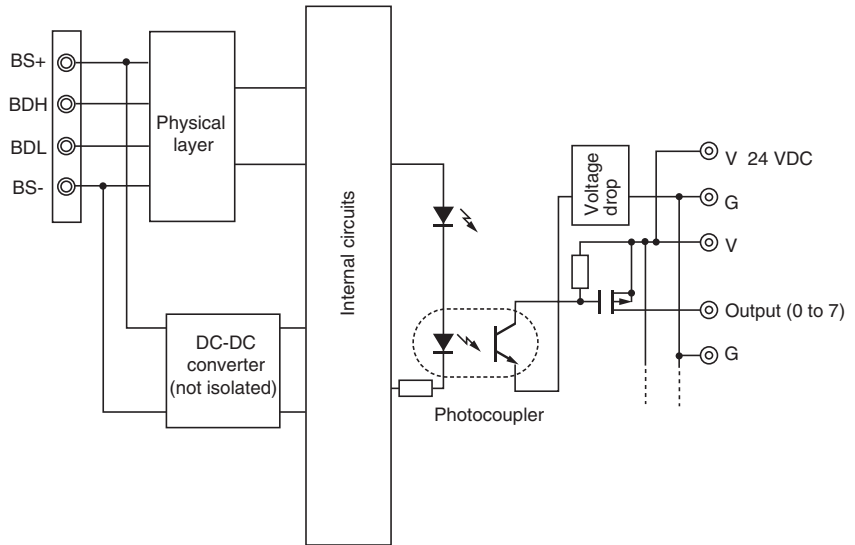 BS+
BDH
BDL
BS-
Physical
layer
DC-DC
converter
(not isolated)
Internal circuits
Photocoupler
Voltage
drop
V 24 VDC
G
V
Output (0 to 7)
G